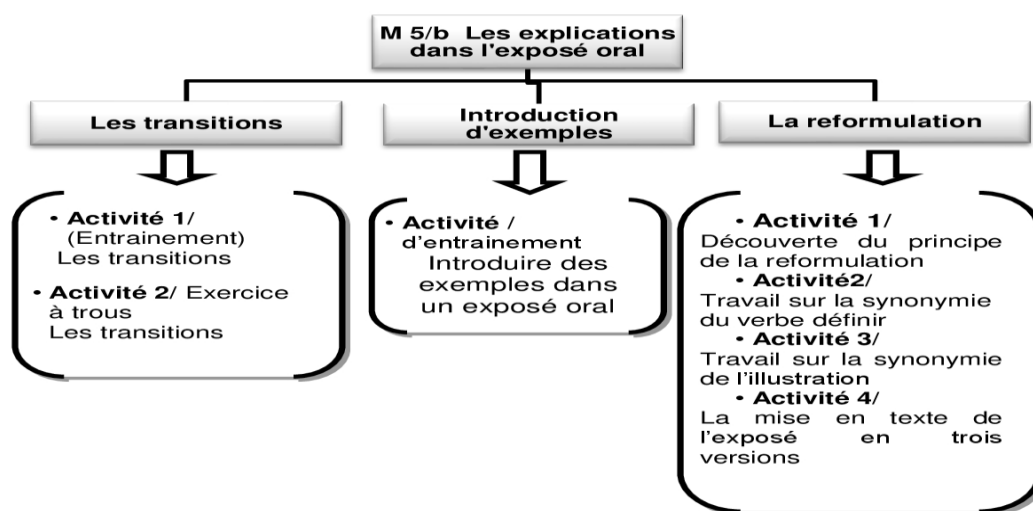 M 5/b Les explications
dans l'exposé oral
Les transitions
Introduction
d'exemples
La reformulation
• Activité 1/
(Entrainement)
Les transitions
• Activité 2/ Exercice
à trous
Les transitions
• Activité /
d'entrainement
Introduire des
exemples dans
un exposé oral
• Activité 1/
Découverte du principe
de la reformulation
• Activité2/
Travail sur la synonymie
du verbe définir
• Activité 3/
Travail sur la synonymie
de l'illustration
• Activité 4/
La mise en texte de
l'exposé en trois
versions